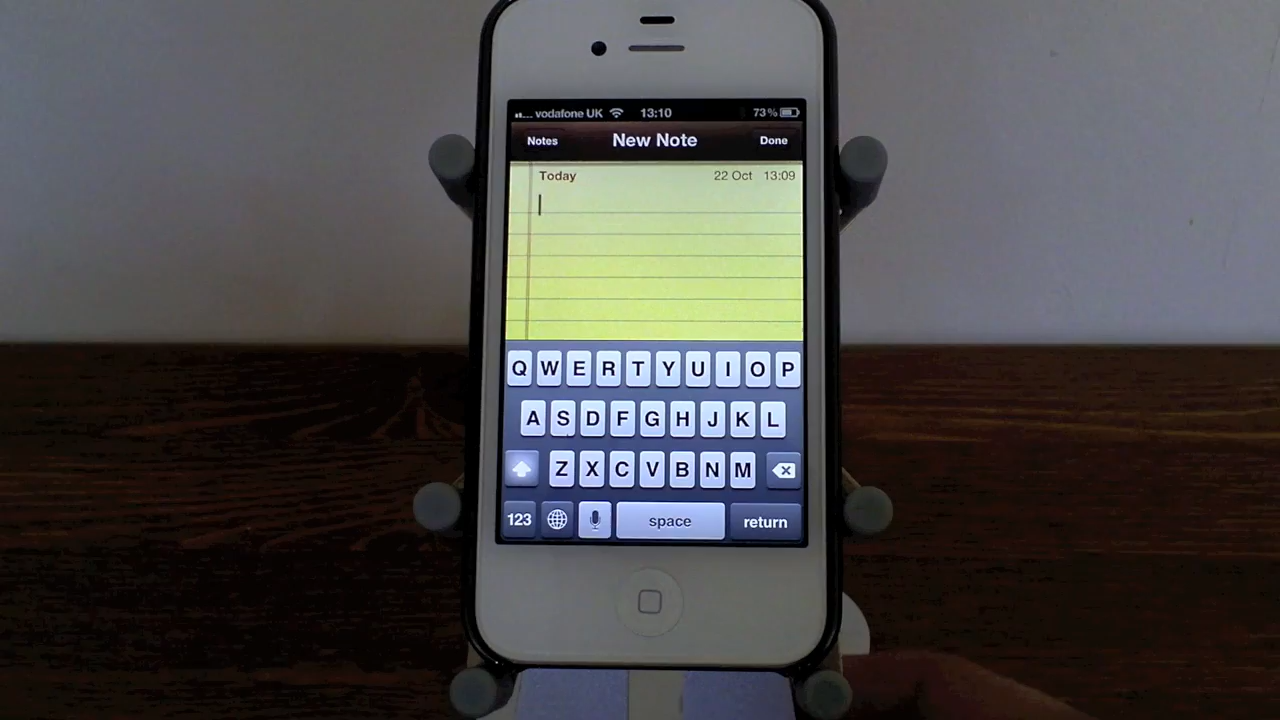 vodafone UK 13:10 73%
Notes New Note Done
Today 22 Oct 13:09
Q W E R T Y U I O P
A S D F G H J K L
Z X C V B N M
123 space return